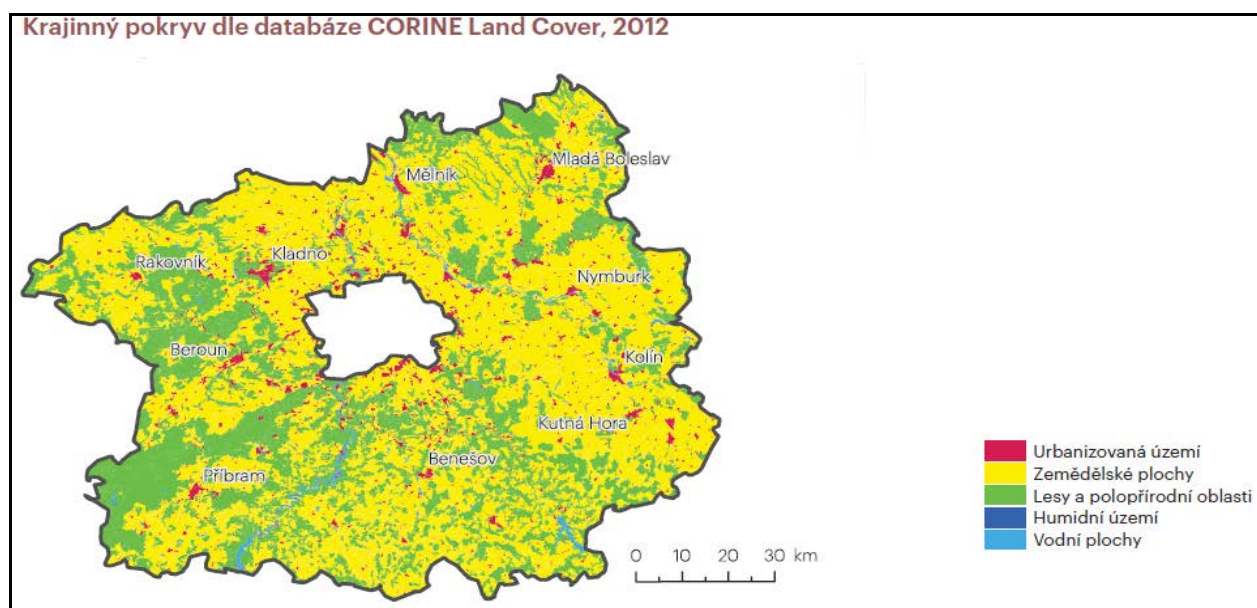 Krajinný pokryv dle databáze CORINE Land Cover, 2012
Mladá Boleslav
Mělník
Rakovník
Kladno
Nymburk
Beroun
Kolín
Kutná Hora
Příbram
Benešov
Urbanizovaná území
Zemědělské plochy
Lesy a polopřírodní oblasti
Humidní území
Vodní plochy
0 10 20 30 km